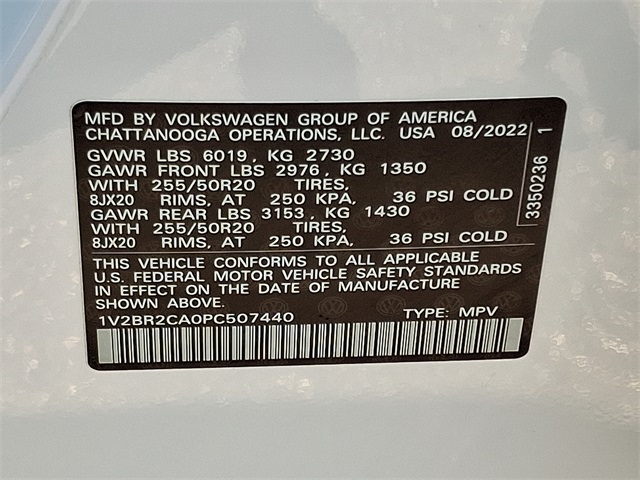 MFD BY VOLKSWAGEN GROUP OF AMERICA
CHATTANOOGA OPERATIONS, LLC. USA 08/2022
GVWR LBS 6019, KG 2730
GAWR FRONT LBS 2976, KG 1350
WITH 255/50R20 TIRES,
8JX20 RIMS, AT 250 KPA, 36 PSI COLD
GAWR REAR LBS 3153, KG 1430
WITH 255/50R20 TIRES,
8JX20 RIMS, AT 250 KPA, 36 PSI COLD
THIS VEHICLE CONFORMS TO ALL APPLICABLE
U.S. FEDERAL MOTOR VEHICLE SAFETY STANDARDS
IN EFFECT ON THE DATE OF MANUFACTURE
SHOWN ABOVE.
1V2BR2CA0PC507440 TYPE: MPV
3350236 1